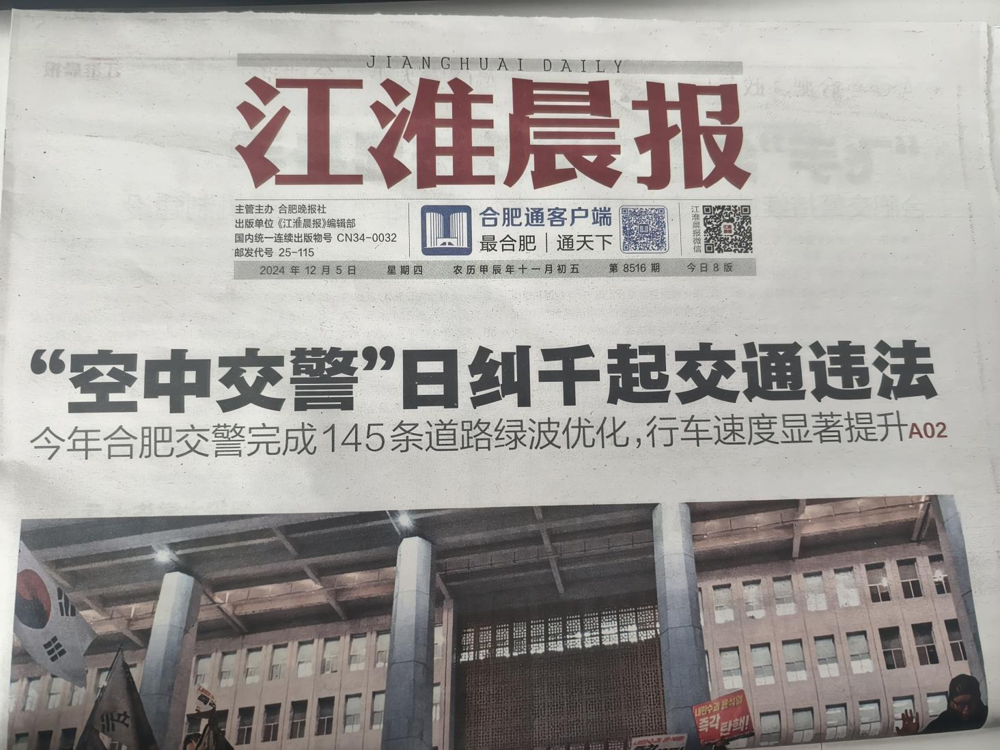 JIANGHUAI DAILY
江淮晨报
主管主办 合肥晚报社
出版单位《江淮晨报》编辑部
国内统一连续出版物号 CN34-0032
邮发代号 25-115
合肥通客户端
最合肥｜通天下
江淮晨报微信
2024 年 12 月 5 日 星期四 农历甲辰年十一月初五 第 8516 期 今日 8 版
“空中交警”日纠千起交通违法
今年合肥交警完成145条道路绿波优化，行车速度显著提升A02
내란수괴 윤석열
즉각 탄핵!